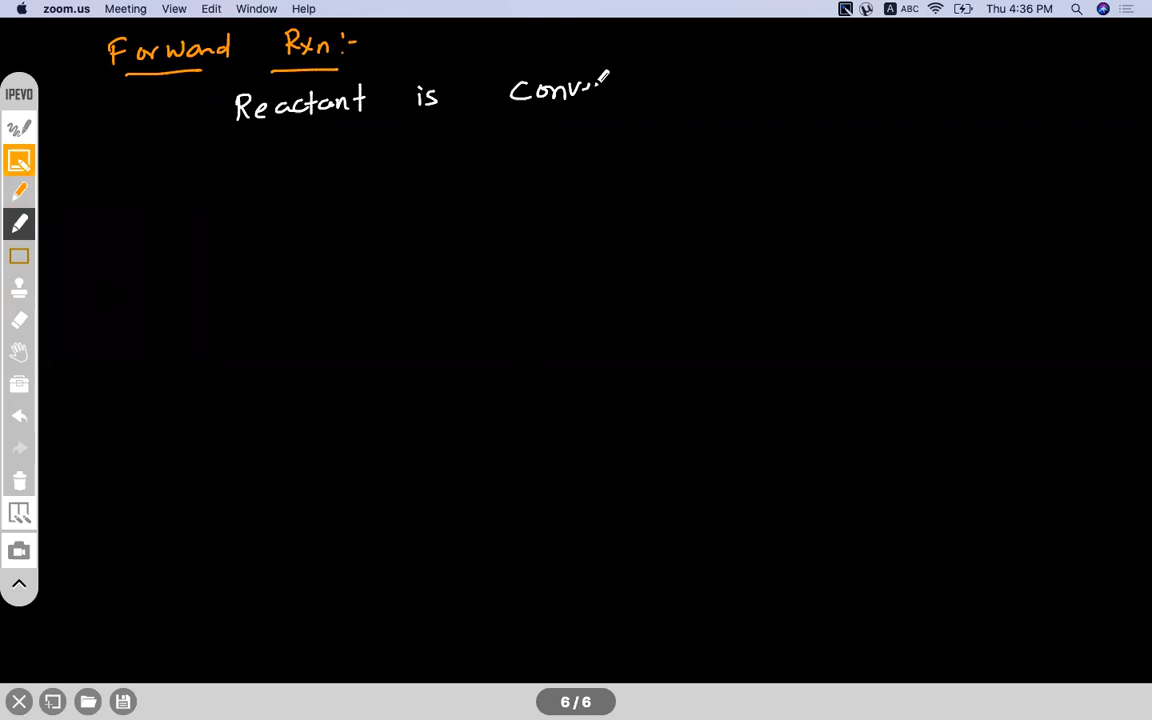 zoom.us Meeting View Edit Window Help A ABC Thu 4:36 PM
Forward Rxn:-
IPEVO
Reactant is
6 / 6